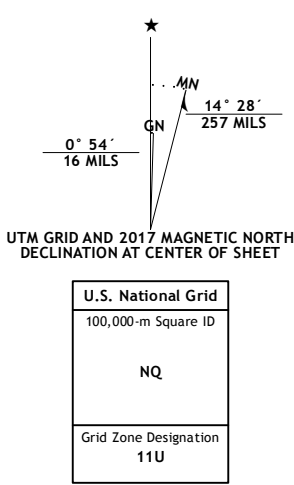 ★
MN
14° 28´
257 MILS
GN
0° 54´
16 MILS
UTM GRID AND 2017 MAGNETIC NORTH
DECLINATION AT CENTER OF SHEET
U.S. National Grid
100,000-m Square ID
NQ
Grid Zone Designation
11U